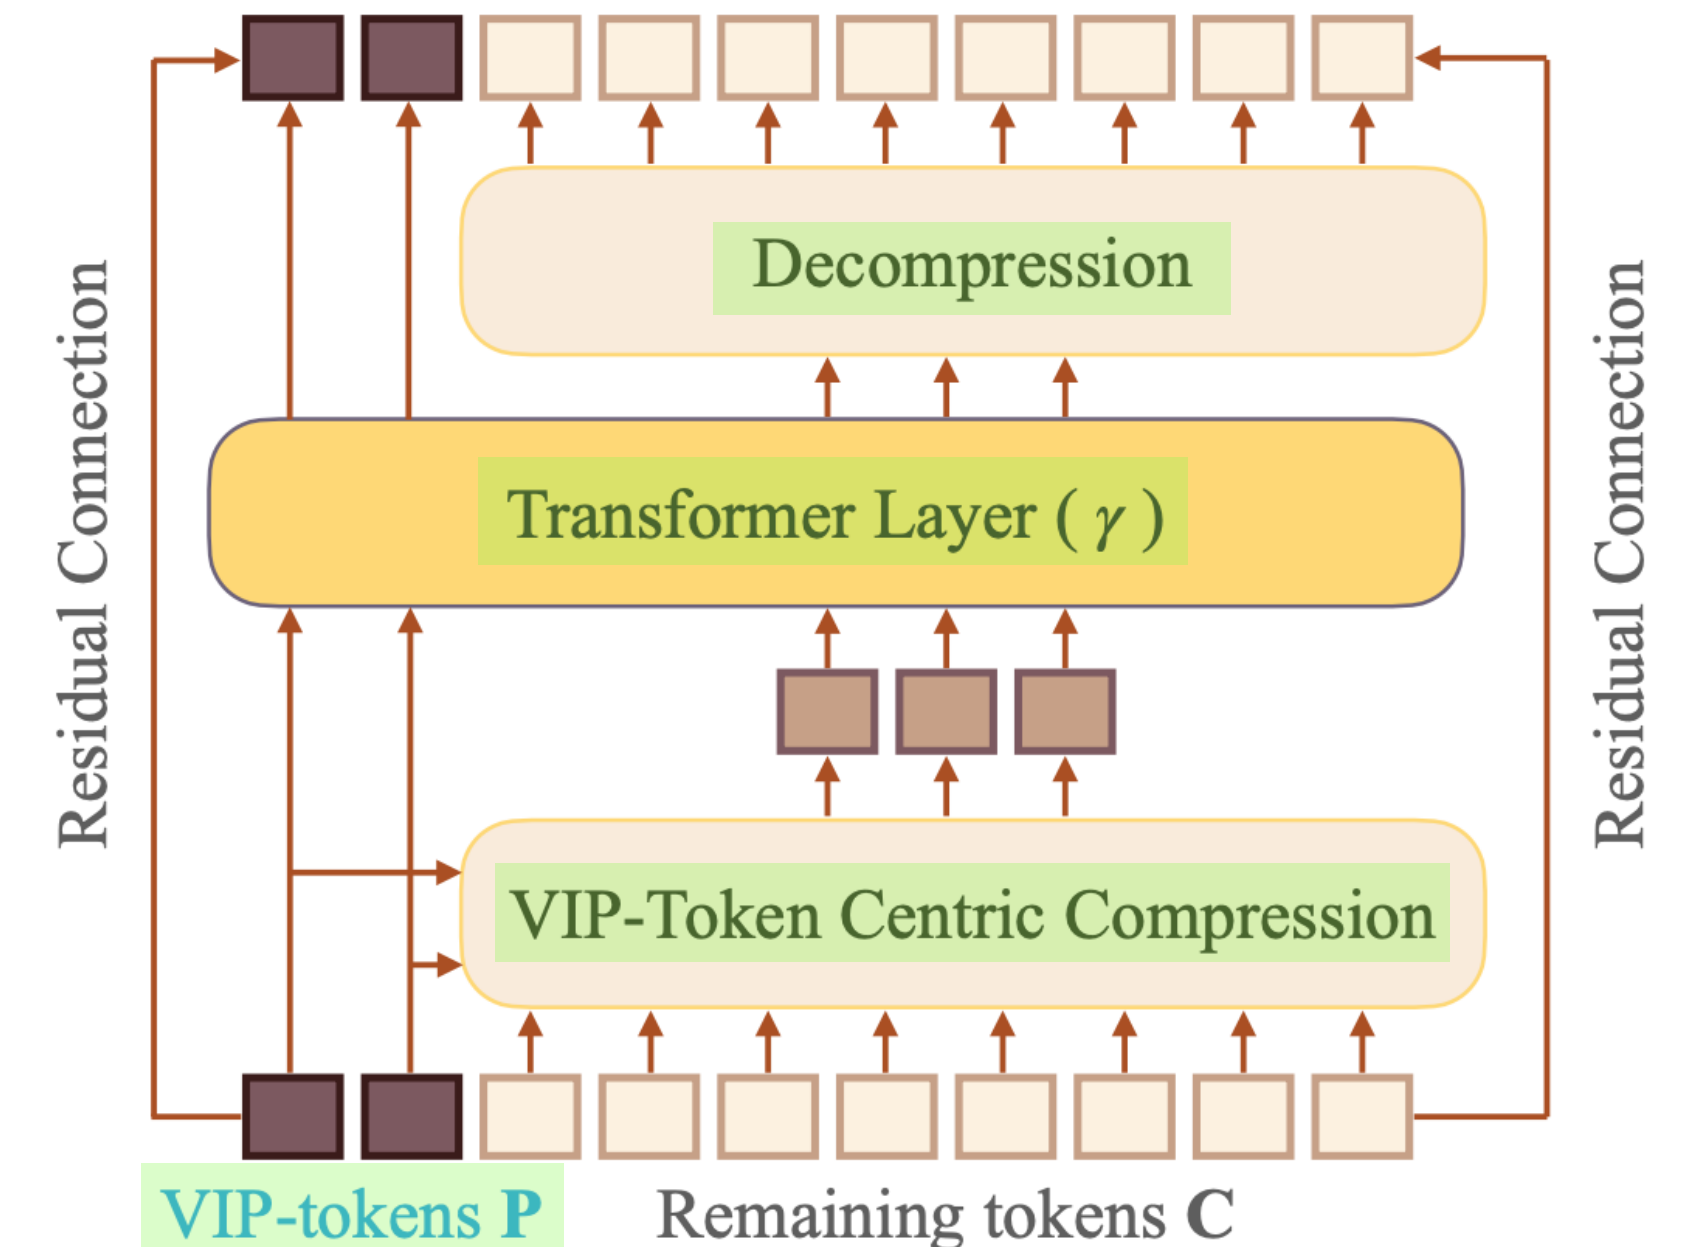 Residual Connection
Decompression
Transformer Layer ( γ )
VIP-Token Centric Compression
Residual Connection
VIP-tokens P
Remaining tokens C